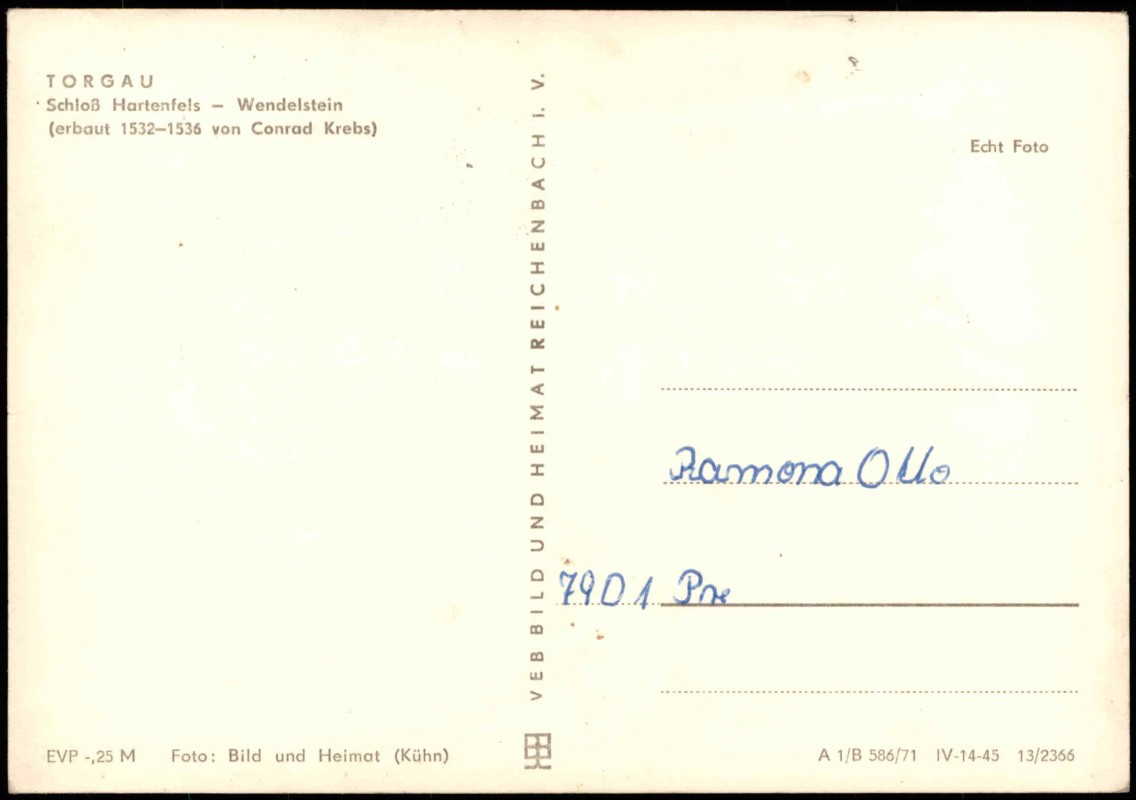 TORGAU
Schloß Hartenfels – Wendelstein
(erbaut 1532–1536 von Conrad Krebs)
VEB BILD UND HEIMAT REICHENBACH i. V.
Echt Foto
Ramona Otto
7901 Pre
EVP -,25 M Foto: Bild und Heimat (Kühn)
A 1/B 586/71 IV-14-45 13/2366